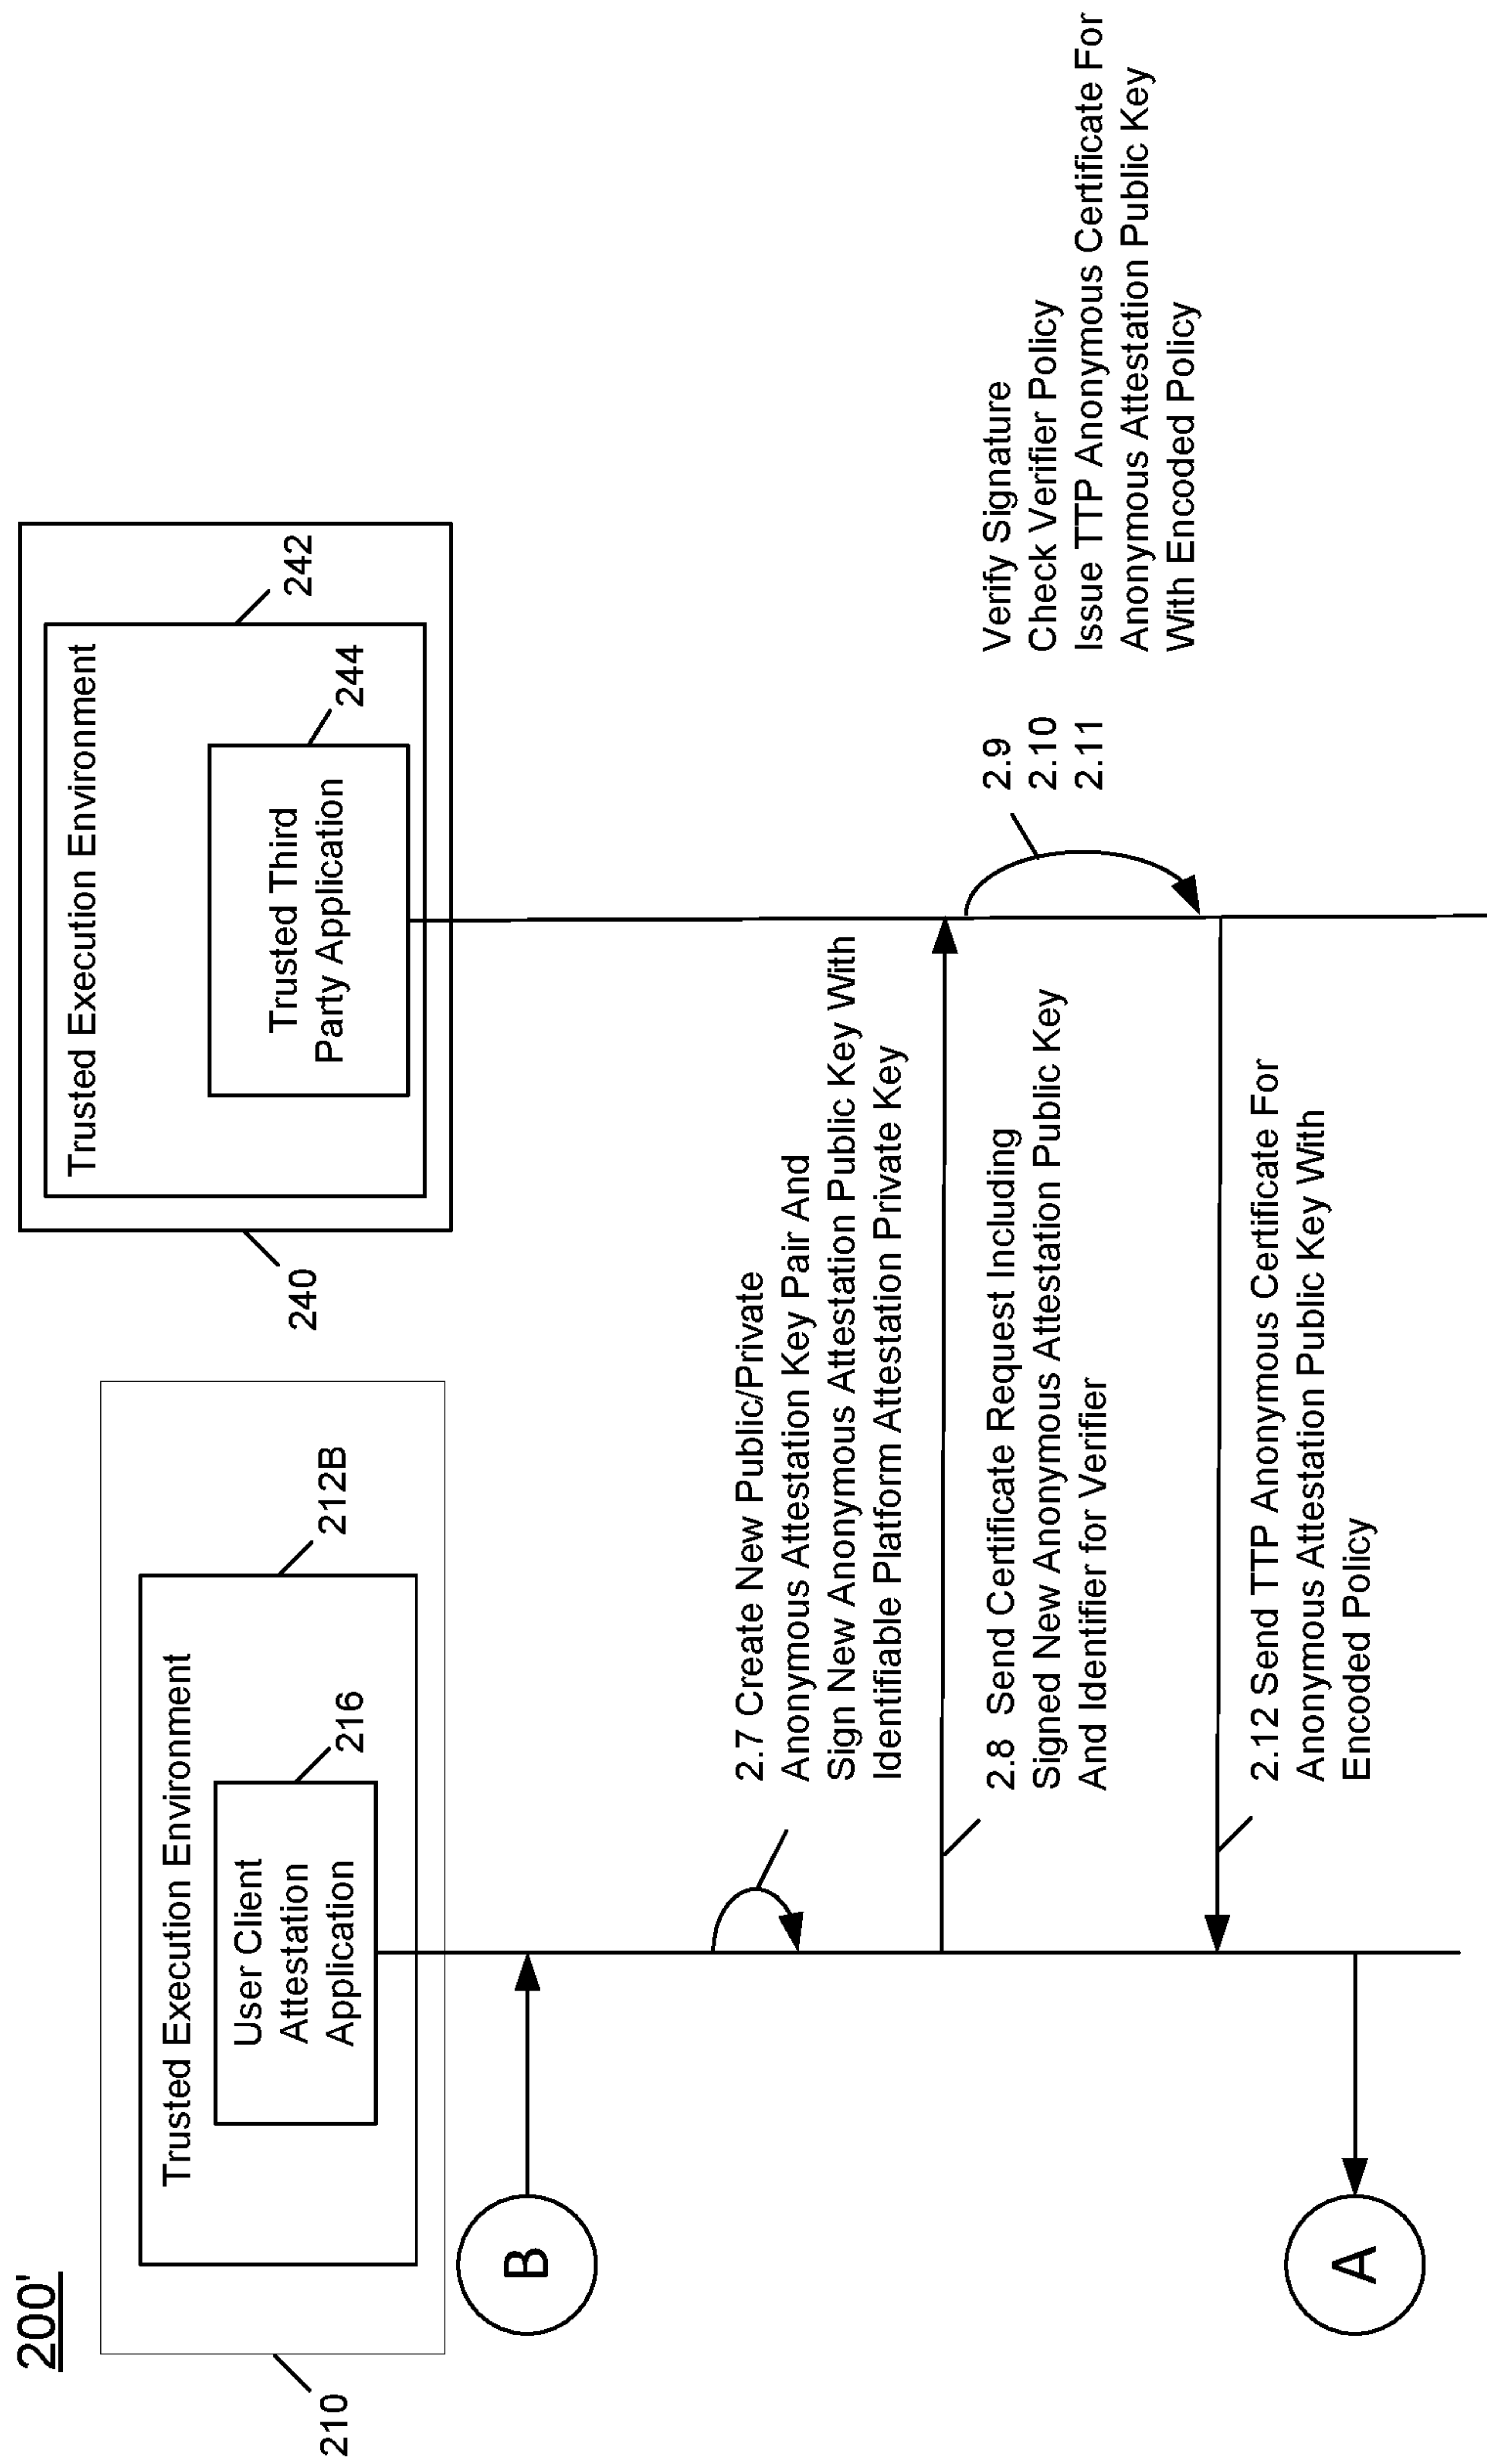 200'
210
Trusted Execution Environment
212B
User Client
Attestation
Application
216
240
Trusted Execution Environment
242
Trusted Third
Party Application
244
B
2.7 Create New Public/Private
Anonymous Attestation Key Pair And
Sign New Anonymous Attestation Public Key With
Identifiable Platform Attestation Private Key
2.8 Send Certificate Request Including
Signed New Anonymous Attestation Public Key
And Identifier for Verifier
2.9 Verify Signature
2.10 Check Verifier Policy
2.11 Issue TTP Anonymous Certificate For
Anonymous Attestation Public Key
With Encoded Policy
2.12 Send TTP Anonymous Certificate For
Anonymous Attestation Public Key With
Encoded Policy
A